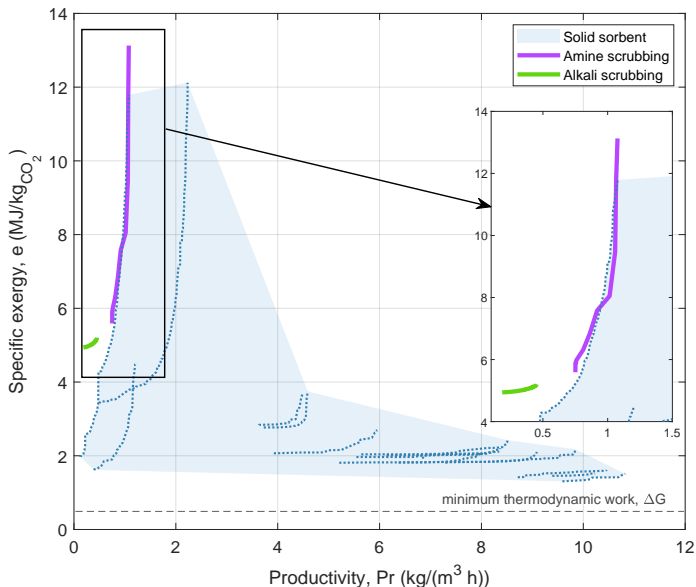 Solid sorbent
Amine scrubbing
Alkali scrubbing
14
12
10
8
6
4
2
0
Specific exergy, e (MJ/kg_CO2)
14
12
10
8
6
4
0.5 1 1.5
minimum thermodynamic work, ΔG
0 2 4 6 8 10 12
Productivity, Pr (kg/(m³ h))